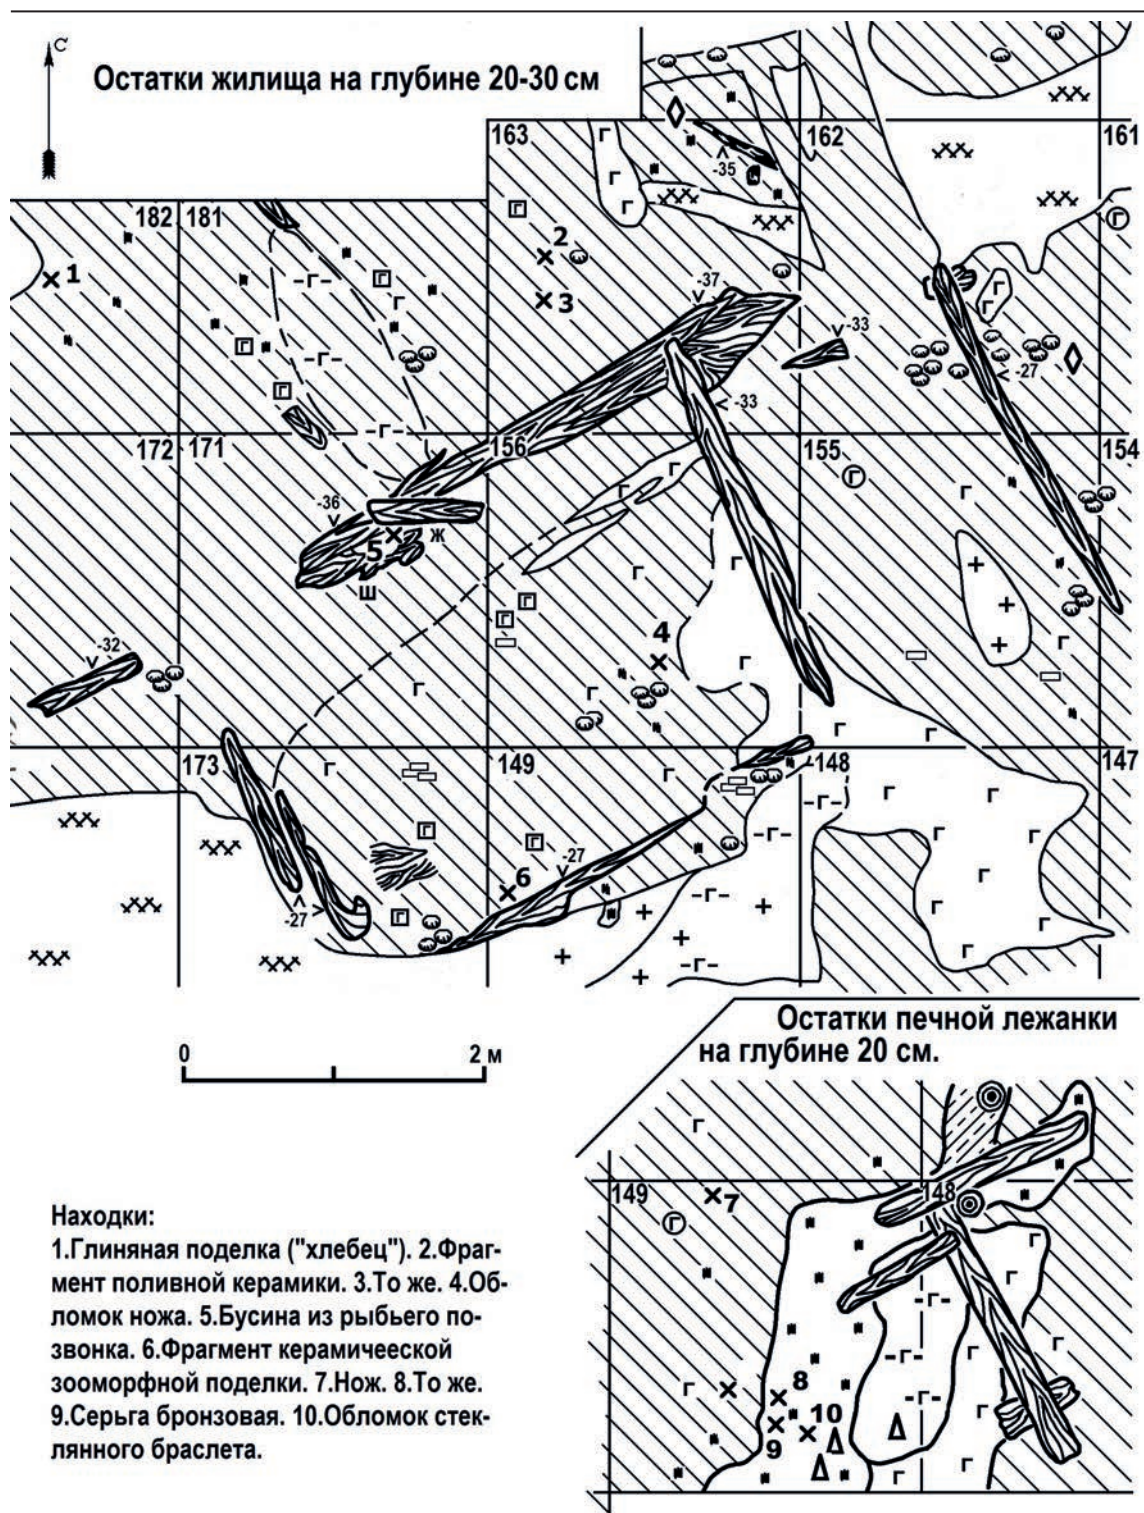 С
Остатки жилища на глубине 20-30 см
163
162
161
Г
-35
Г
Г
182
181
Г
Г
2
1
-Г-
Г
Г
3
-37
-33
Г
Г
Г
-Г-
-27
Г
-33
172
171
-Г-
156
155
154
Г
Г
Г
Г
-36
5
ж
Г
ш
Г
Г
Г
Г
4
-32
Г
Г
Г
Г
173
149
148
147
Г
Г
-Г-
Г
Г
Г
-Г-
Г
Г
Г
-27
6
Г
-27
Г
-Г-
Г
Г
-Г-
Г
0
2 м
Остатки печной лежанки
на глубине 20 см.
Г
149
7
148
Г
Г
Г
-Г-
Г
-Г-
Г
Г
8
-Г-
Г
10
9
Г
Г
Г
Находки:
1.Глиняная поделка ("хлебец"). 2.Фраг-
мент поливной керамики. 3.То же. 4.Об-
ломок ножа. 5.Бусина из рыбьего по-
звонка. 6.Фрагмент керамичееской
зооморфной поделки. 7.Нож. 8.То же.
9.Серьга бронзовая. 10.Обломок стек-
лянного браслета.